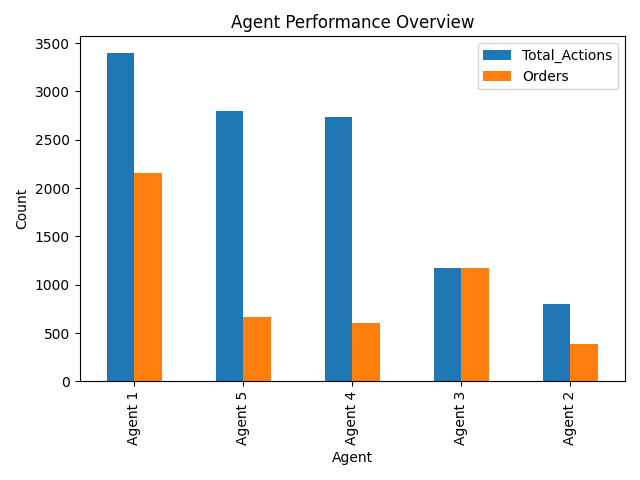 Agent Performance Overview
Total_Actions
Orders
3500
3000
2500
2000
1500
1000
500
0
Count
Agent 1
Agent 5
Agent 4
Agent 3
Agent 2
Agent